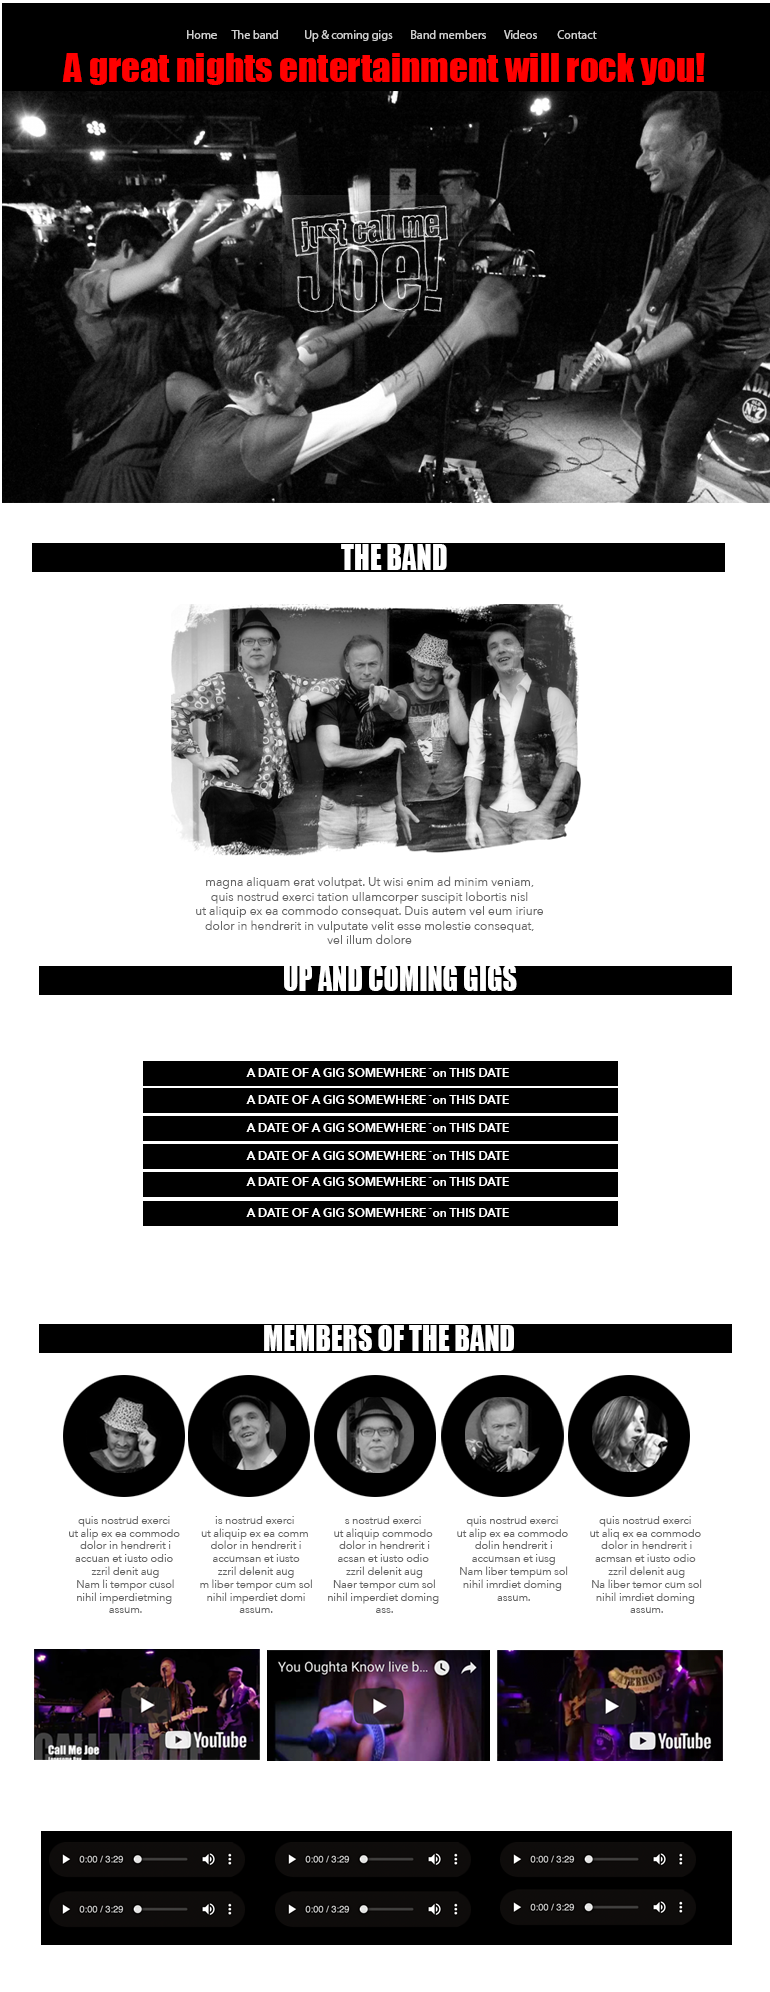 Home The band Up & coming gigs Band members Videos Contact
A great nights entertainment will rock you!
just call me
Joe!
Nº7
THE BAND
magna aliquam erat volutpat. Ut wisi enim ad minim veniam,
quis nostrud exerci tation ullamcorper suscipit lobortis nisl
ut aliquip ex ea commodo consequat. Duis autem vel eum iriure
dolor in hendrerit in vulputate velit esse molestie consequat,
vel illum dolore
UP AND COMING GIGS
A DATE OF A GIG SOMEWHERE ¨on THIS DATE
A DATE OF A GIG SOMEWHERE ¨on THIS DATE
A DATE OF A GIG SOMEWHERE ¨on THIS DATE
A DATE OF A GIG SOMEWHERE ¨on THIS DATE
A DATE OF A GIG SOMEWHERE ¨on THIS DATE
A DATE OF A GIG SOMEWHERE ¨on THIS DATE
MEMBERS OF THE BAND
quis nostrud exerci
ut alip ex ea commodo
dolor in hendrerit i
accuan et iusto odio
zzril denit aug
Nam li tempor cusol
nihil imperdietming
assum.
is nostrud exerci
ut aliquip ex ea comm
dolor in hendrerit i
accumsan et iusto
zzril delenit aug
m liber tempor cum sol
nihil imperdiet domi
assum.
s nostrud exerci
ut aliquip commodo
dolor in hendrerit i
acsan et iusto odio
zzril delenit aug
Naer tempor cum sol
nihil imperdiet doming
ass.
quis nostrud exerci
ut alip ex ea commodo
dolin hendrerit i
accumsan et iusg
Nam liber tempum sol
nihil imrdiet doming
assum.
quis nostrud exerci
ut aliq ex ea commodo
dolor in hendrerit i
acmsan et iusto odio
zzril delenit aug
Na liber temor cum sol
nihil imrdiet doming
assum.
CALL ME JOE
Call Me Joe
YouTube
You Oughta Know live b...
THE
WATERHOLE
YouTube
0:00 / 3:29
0:00 / 3:29
0:00 / 3:29
0:00 / 3:29
0:00 / 3:29
0:00 / 3:29